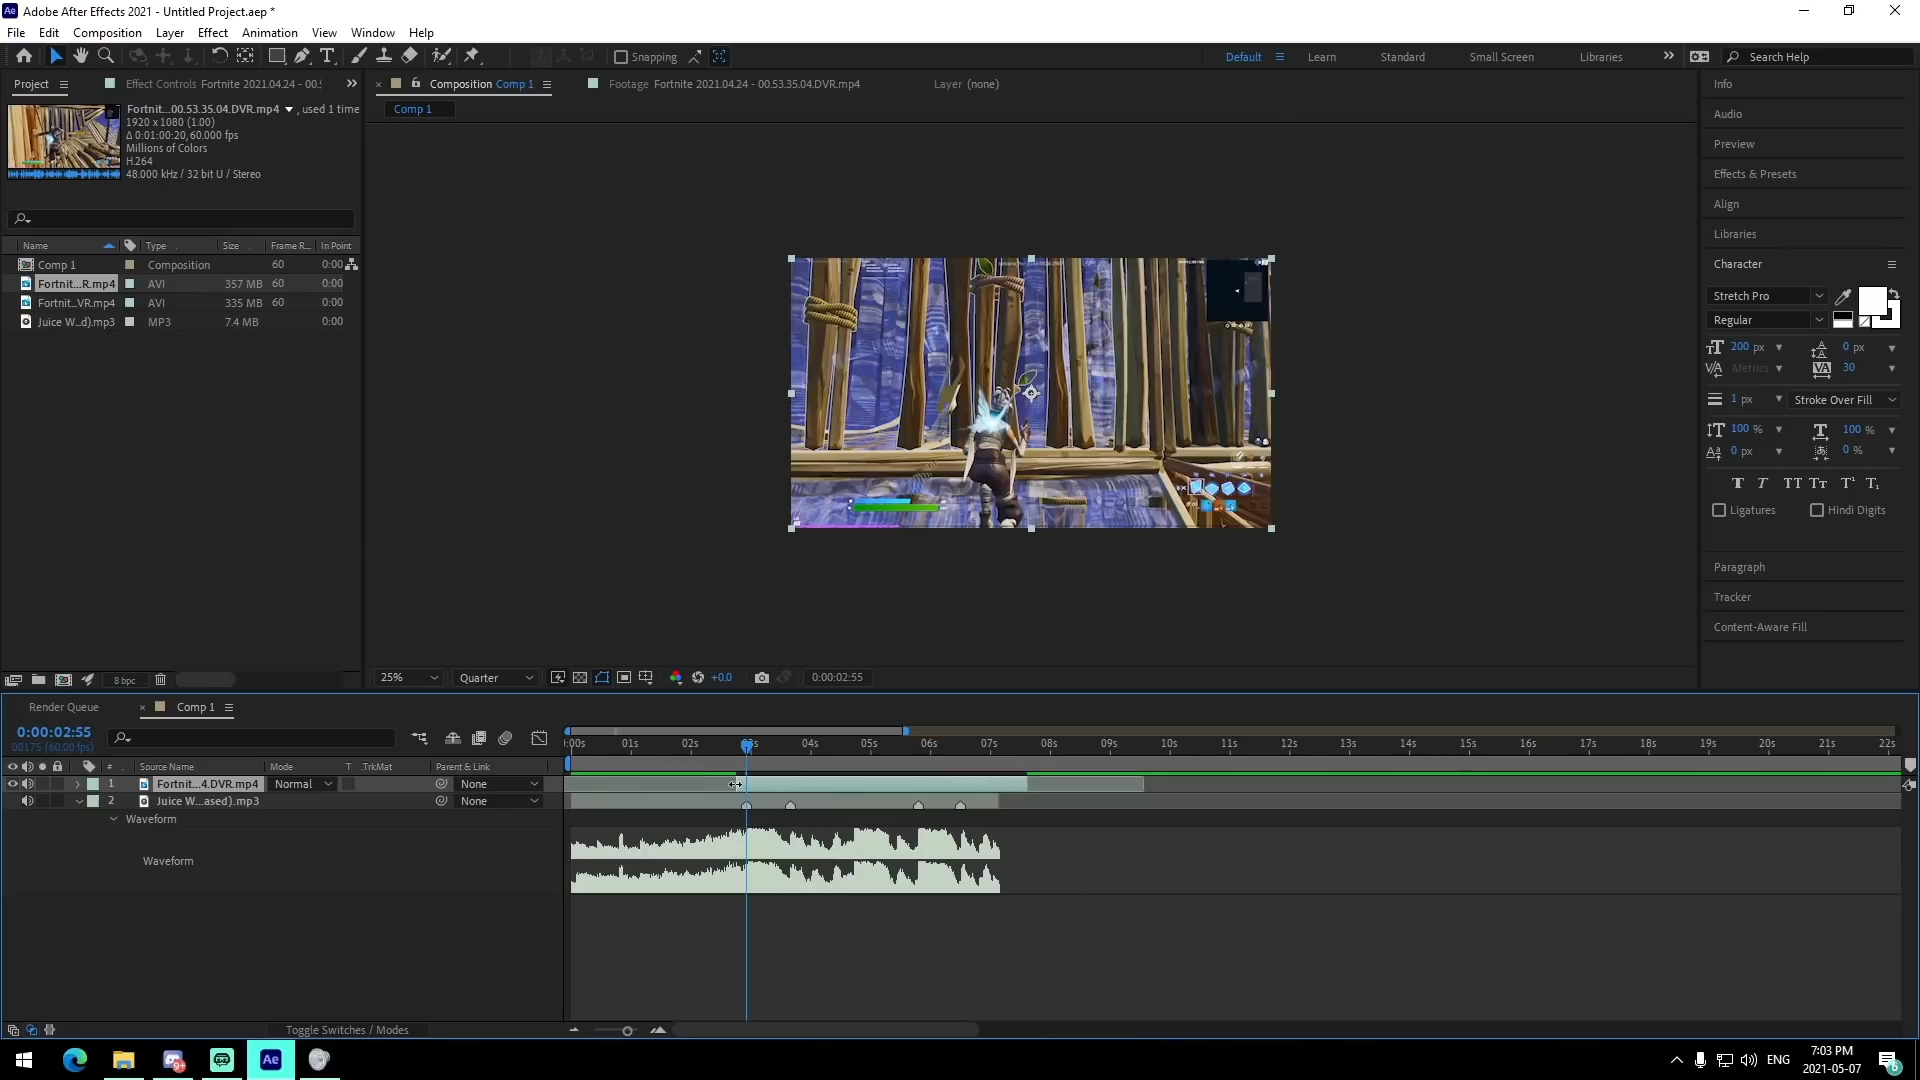 Adobe After Effects 2021 - Untitled Project.aep *
File Edit Composition Layer Effect Animation View Window Help
Snapping
Default Learn Standard Small Screen Libraries Search Help
Project Effect Controls Fortnite 2021.04.24 - 00.5
Composition Comp 1 Footage Fortnite 2021.04.24 - 00.53.35.04.DVR.mp4 Layer (none)
Comp 1
Fortnit...00.53.35.04.DVR.mp4 , used 1 time
1920 x 1080 (1.00)
Δ 0:01:00:20, 60.000 fps
Millions of Colors
H.264
48.000 kHz / 32 bit U / Stereo
Name Type Size Frame R... In Point
Comp 1 Composition 60 0:00
Fortnit...R.mp4 AVI 357 MB 60 0:00
Fortnit...VR.mp4 AVI 335 MB 60 0:00
Juice W...d).mp3 MP3 7.4 MB 0:00
8 bpc
25% Quarter +0.0 0:00:02:55
Info
Audio
Preview
Effects & Presets
Align
Libraries
Character
Stretch Pro
Regular
200 px 0 px
Metrics 30
1 px Stroke Over Fill
100 % 100 %
0 px 0 %
T T TT Tt T¹ T₁
Ligatures Hindi Digits
Paragraph
Tracker
Content-Aware Fill
Render Queue Comp 1
0:00:02:55
00175 (60.00 fps)
:00s 01s 02s 03s 04s 05s 06s 07s 08s 09s 10s 11s 12s 13s 14s 15s 16s 17s 18s 19s 20s 21s 22s
# Source Name Mode T .TrkMat Parent & Link
1 Fortnit...4.DVR.mp4 Normal None
2 Juice W...ased).mp3 None
Waveform
Waveform
Toggle Switches / Modes
ENG
7:03 PM
2021-05-07